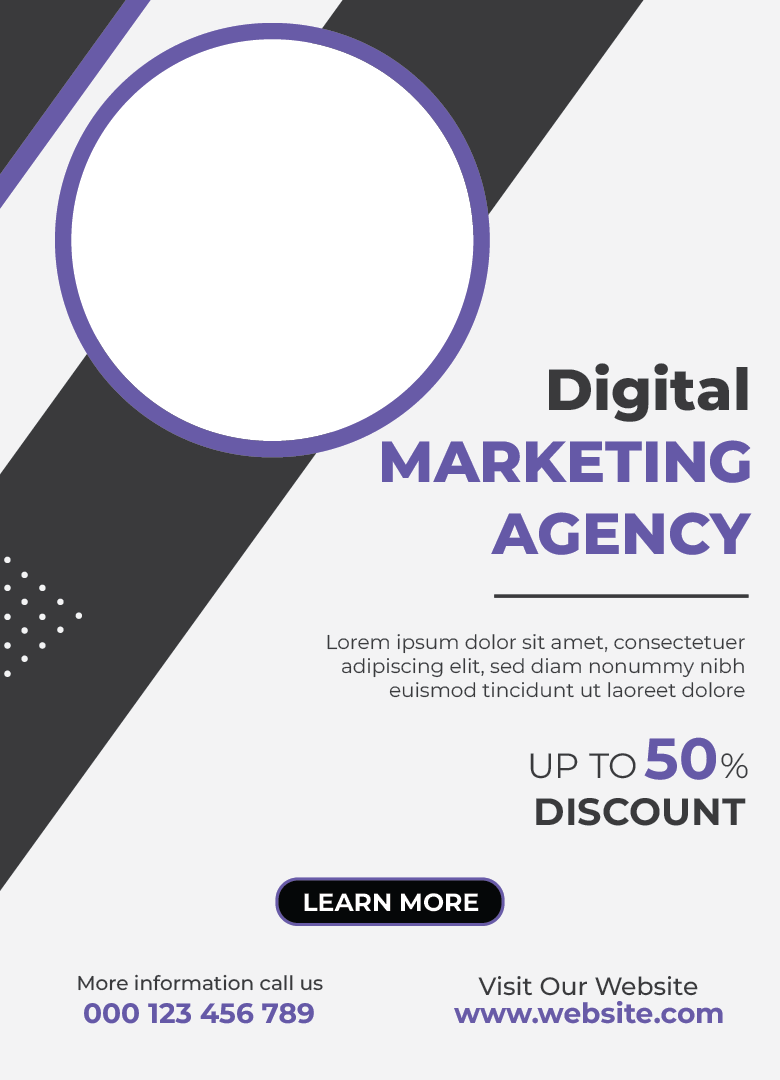 Digital
MARKETING
AGENCY
Lorem ipsum dolor sit amet, consectetuer
adipiscing elit, sed diam nonummy nibh
euismod tincidunt ut laoreet dolore
UP TO 50%
DISCOUNT
LEARN MORE
More information call us
000 123 456 789
Visit Our Website
www.website.com